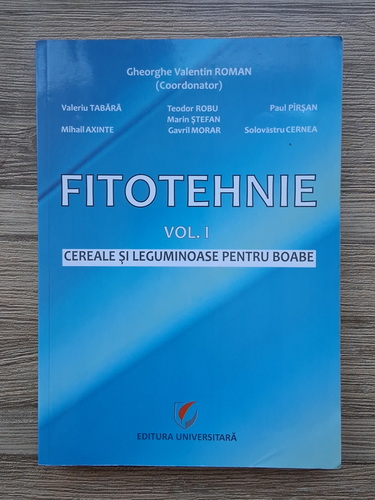 Gheorghe Valentin ROMAN
(Coordonator)
Valeriu TABĂRĂ Teodor ROBU Paul PÎRŞAN
Marin ŞTEFAN
Mihail AXINTE Gavril MORAR Solovăstru CERNEA
FITOTEHNIE
VOL. I
CEREALE ŞI LEGUMINOASE PENTRU BOABE
EDITURA UNIVERSITARĂ